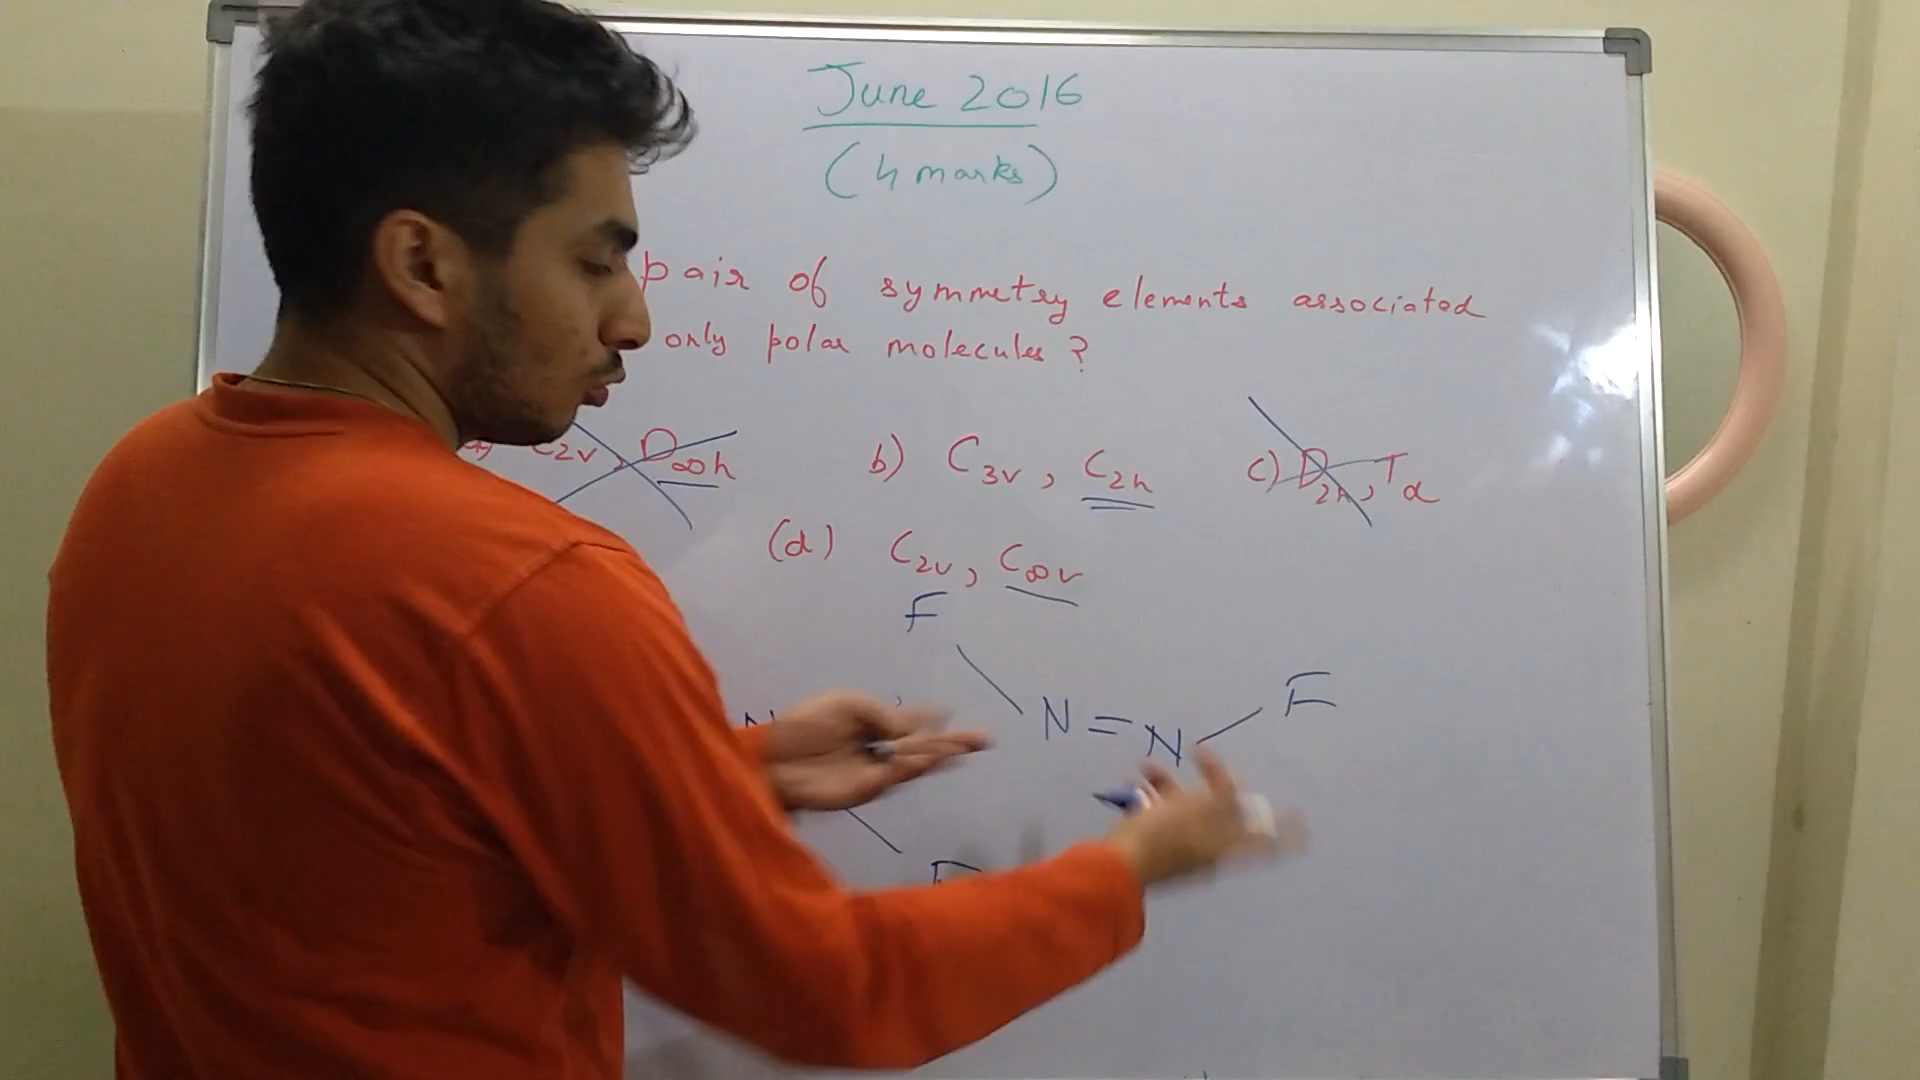 June 2016
(4 marks)
pair of symmetry elements associated
only polar molecules ?
C2v, D∞h b) C3v, C2h c) D2h, Td
(d) C2v, C∞v
F
N=N F
N
F